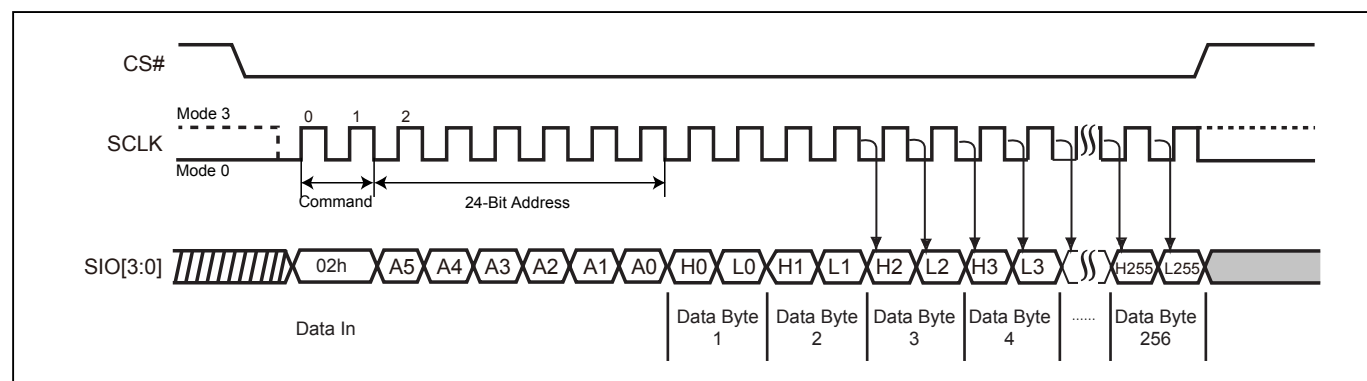 CS#
Mode 3
0 1 2
SCLK
Mode 0
Command
24-Bit Address
SIO[3:0]
02h A5 A4 A3 A2 A1 A0 H0 L0 H1 L1 H2 L2 H3 L3 H255 L255
Data In
Data Byte 1
Data Byte 2
Data Byte 3
Data Byte 4
......
Data Byte 256